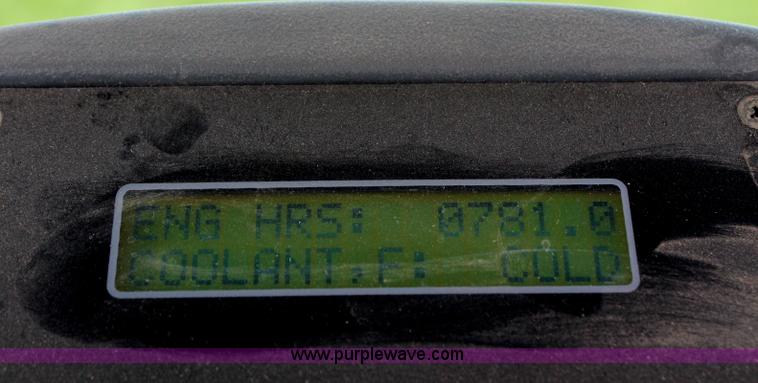 ENG HRS: 0781.0
COOLANT,F: COLD
www.purplewave.com